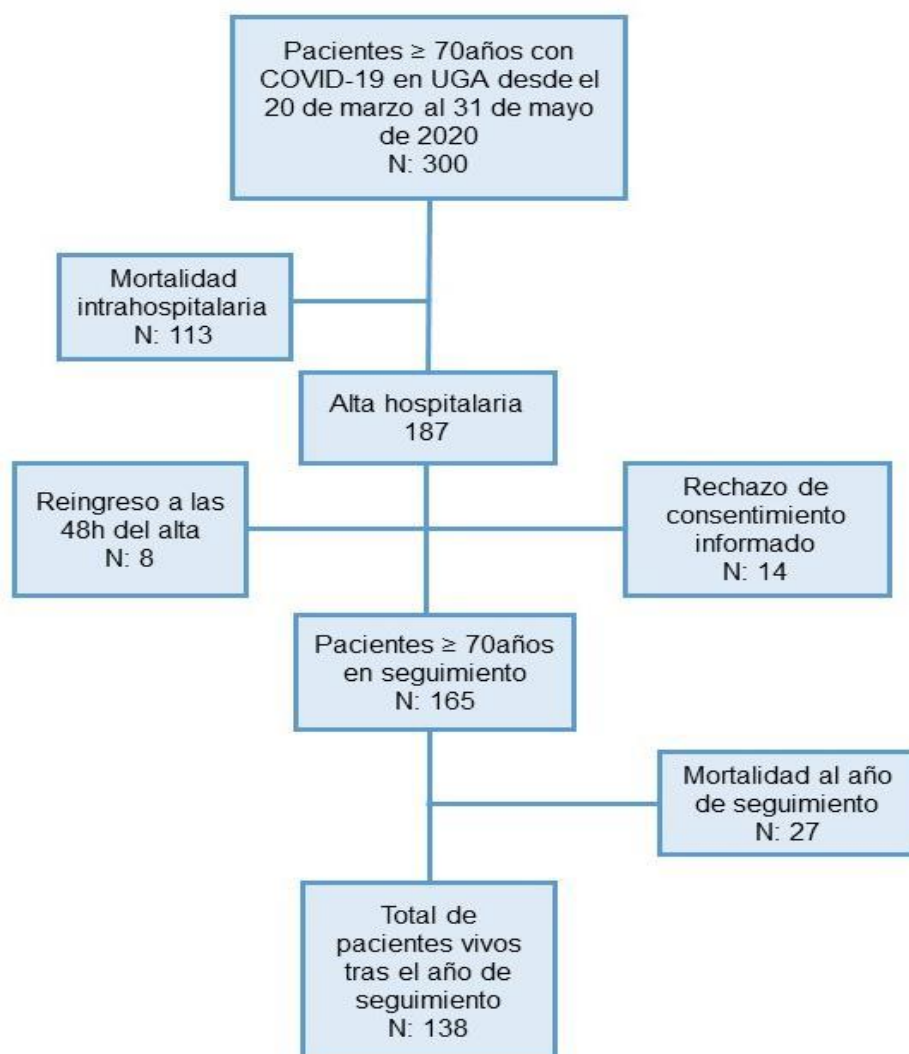 Pacientes ≥ 70años con
COVID-19 en UGA desde el
20 de marzo al 31 de mayo
de 2020
N: 300
Mortalidad
intrahospitalaria
N: 113
Alta hospitalaria
187
Reingreso a las
48h del alta
N: 8
Rechazo de
consentimiento
informado
N: 14
Pacientes ≥ 70años
en seguimiento
N: 165
Mortalidad al año
de seguimiento
N: 27
Total de
pacientes vivos
tras el año de
seguimiento
N: 138